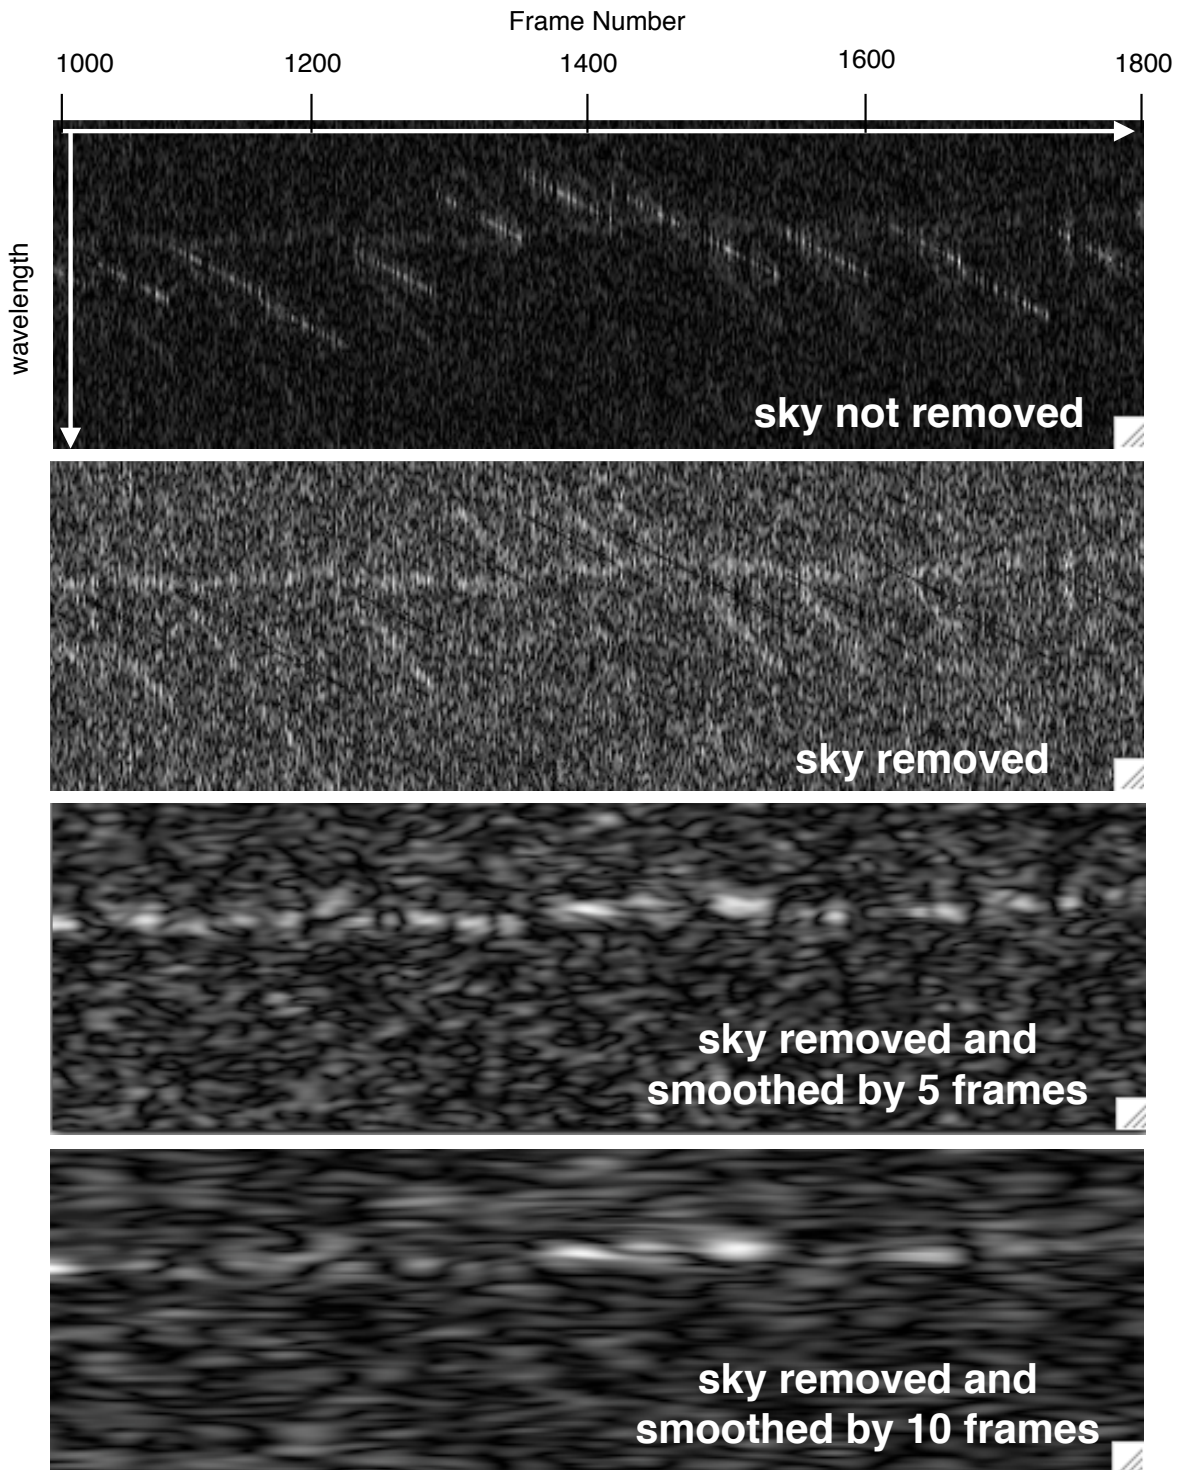 Frame Number
1000 1200 1400 1600 1800
wavelength
sky not removed
sky removed
sky removed and
smoothed by 5 frames
sky removed and
smoothed by 10 frames